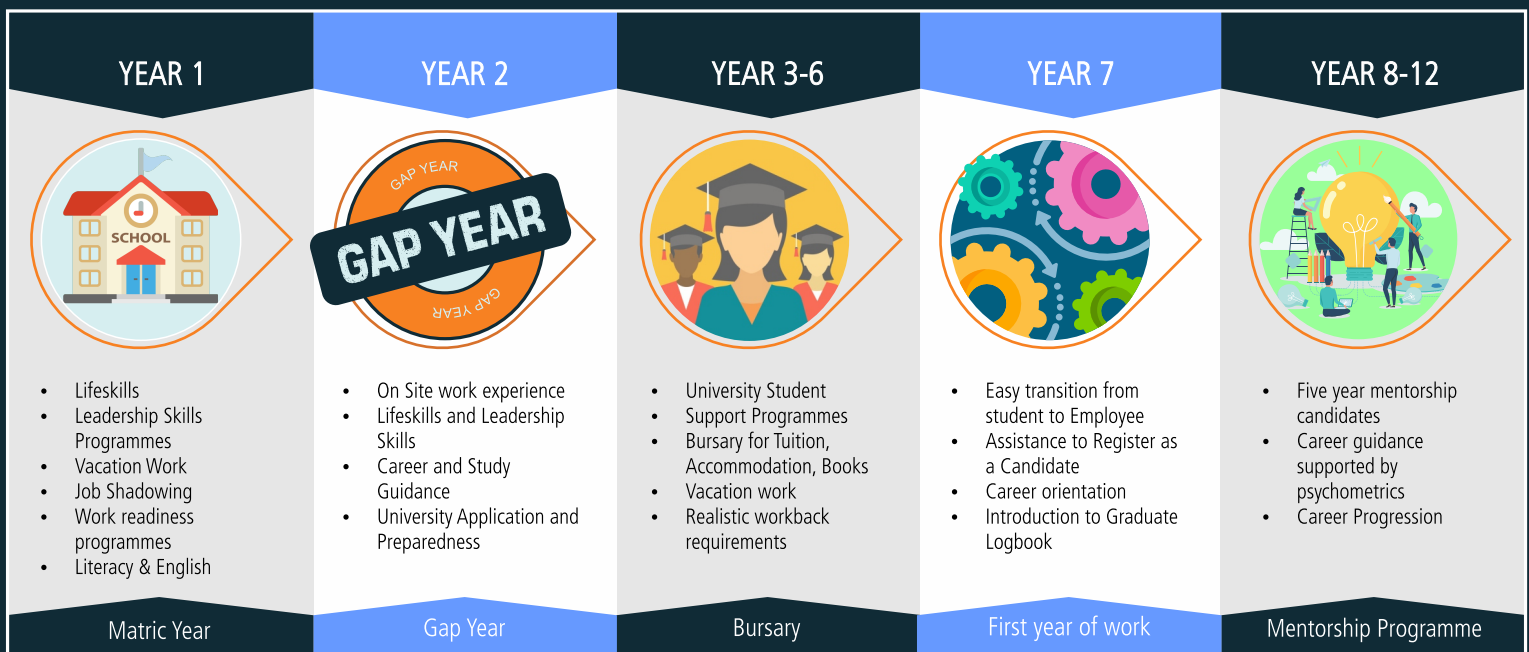 YEAR 1
SCHOOL
• Lifeskills
• Leadership Skills
Programmes
• Vacation Work
• Job Shadowing
• Work readiness
programmes
• Literacy & English
Matric Year
YEAR 2
GAP YEAR
GAP YEAR
GAP YEAR
• On Site work experience
• Lifeskills and Leadership
Skills
• Career and Study
Guidance
• University Application and
Preparedness
Gap Year
YEAR 3-6
• University Student
• Support Programmes
• Bursary for Tuition,
Accommodation, Books
• Vacation work
• Realistic workback
requirements
Bursary
YEAR 7
• Easy transition from
student to Employee
• Assistance to Register as
a Candidate
• Career orientation
• Introduction to Graduate
Logbook
First year of work
YEAR 8-12
• Five year mentorship
candidates
• Career guidance
supported by
psychometrics
• Career Progression
Mentorship Programme